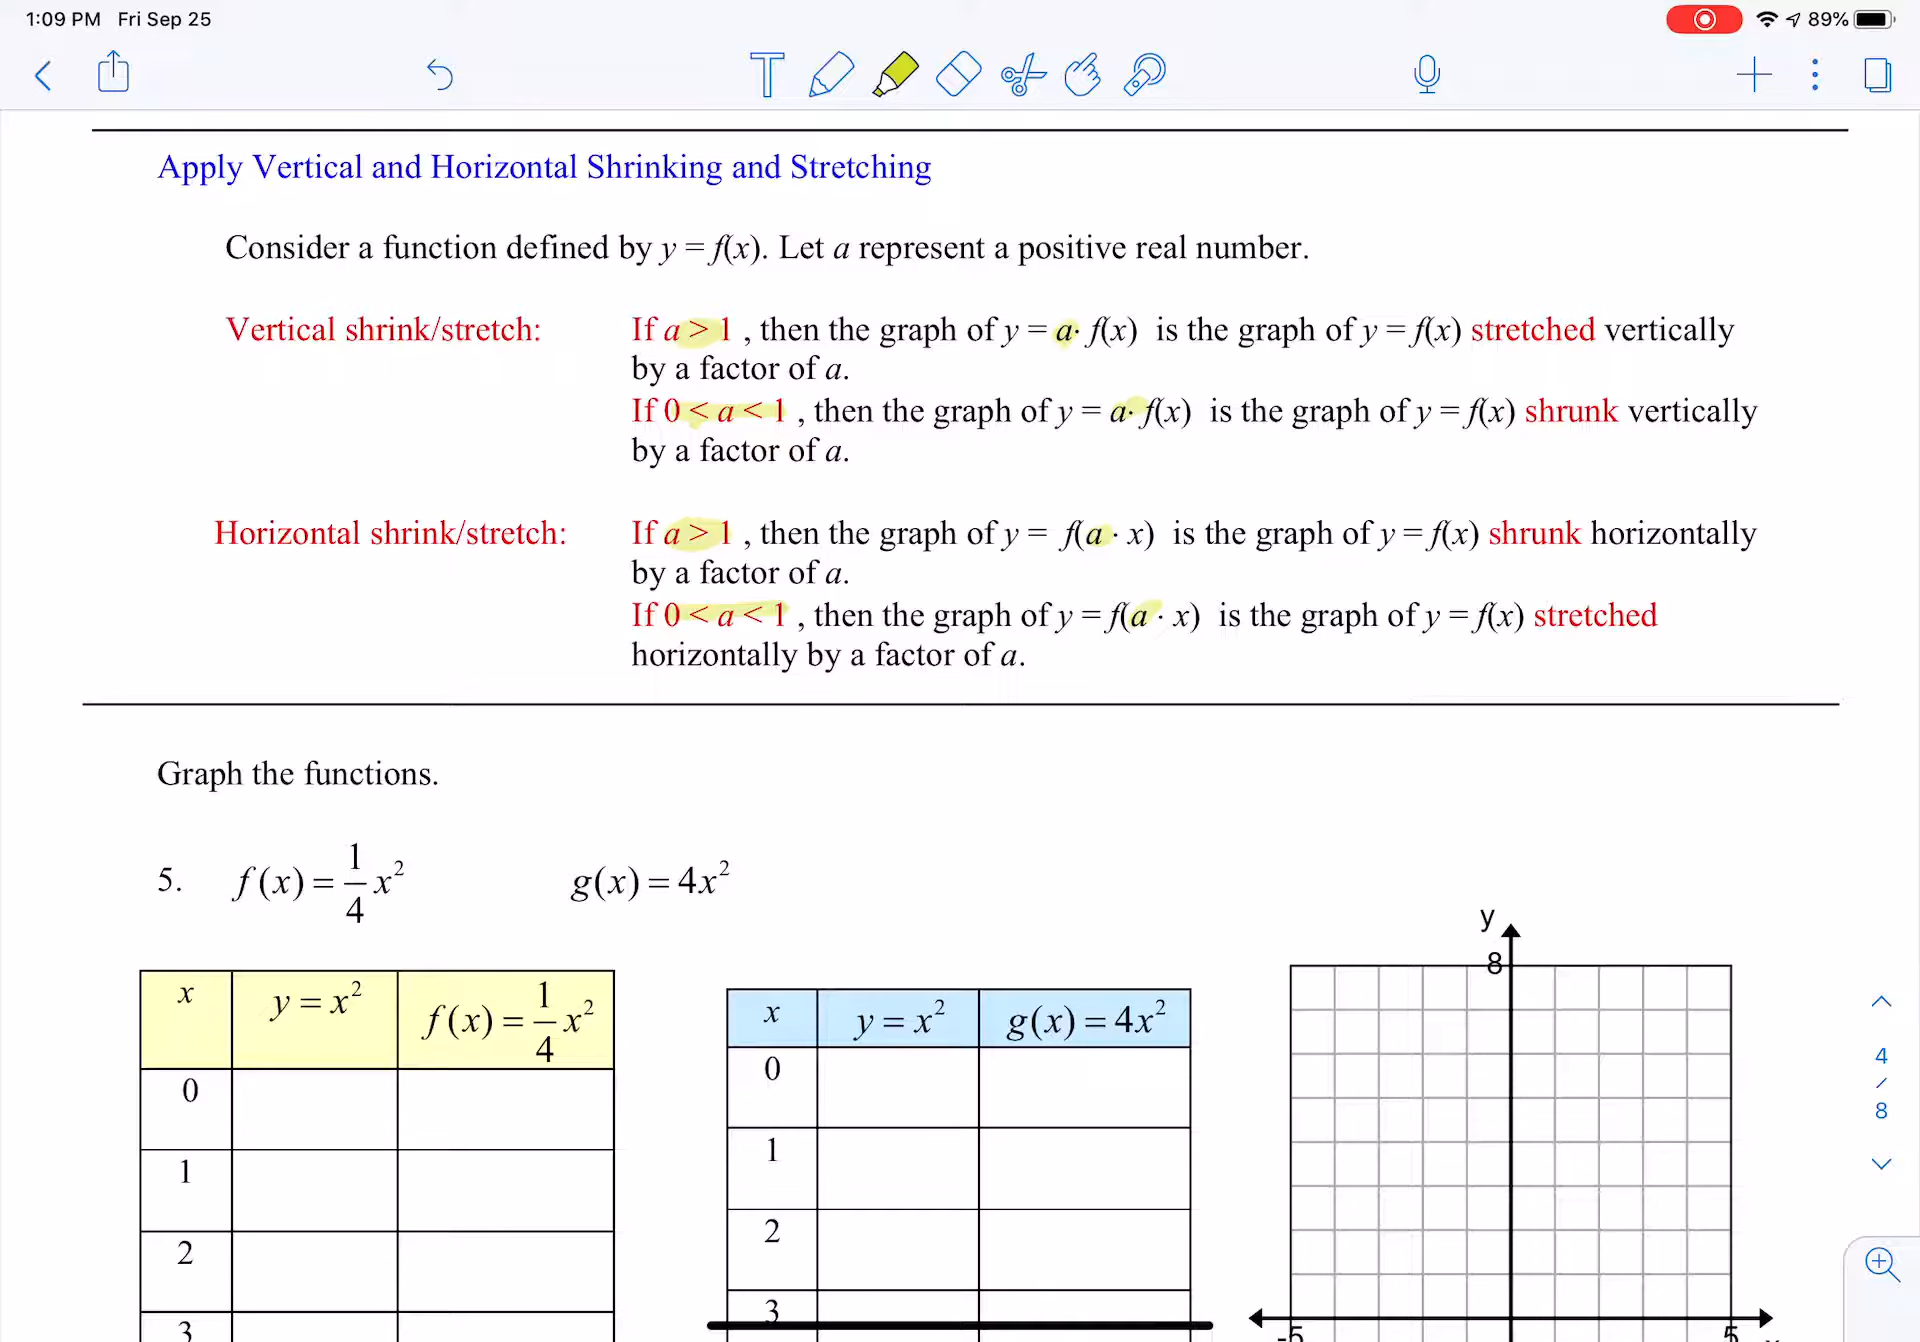 1:09 PM Fri Sep 25
89%
Apply Vertical and Horizontal Shrinking and Stretching
Consider a function defined by y = f(x). Let a represent a positive real number.
Vertical shrink/stretch: If a > 1 , then the graph of y = a· f(x) is the graph of y = f(x) stretched vertically
by a factor of a.
If 0 < a < 1 , then the graph of y = a· f(x) is the graph of y = f(x) shrunk vertically
by a factor of a.
Horizontal shrink/stretch: If a > 1 , then the graph of y = f(a · x) is the graph of y = f(x) shrunk horizontally
by a factor of a.
If 0 < a < 1 , then the graph of y = f(a · x) is the graph of y = f(x) stretched
horizontally by a factor of a.
Graph the functions.
5. f(x) = 1/4 x² g(x) = 4x²
x y = x² f(x) = 1/4 x²
0
1
2
3
x y = x² g(x) = 4x²
0
1
2
3
y
8
-5 5
4
/
8